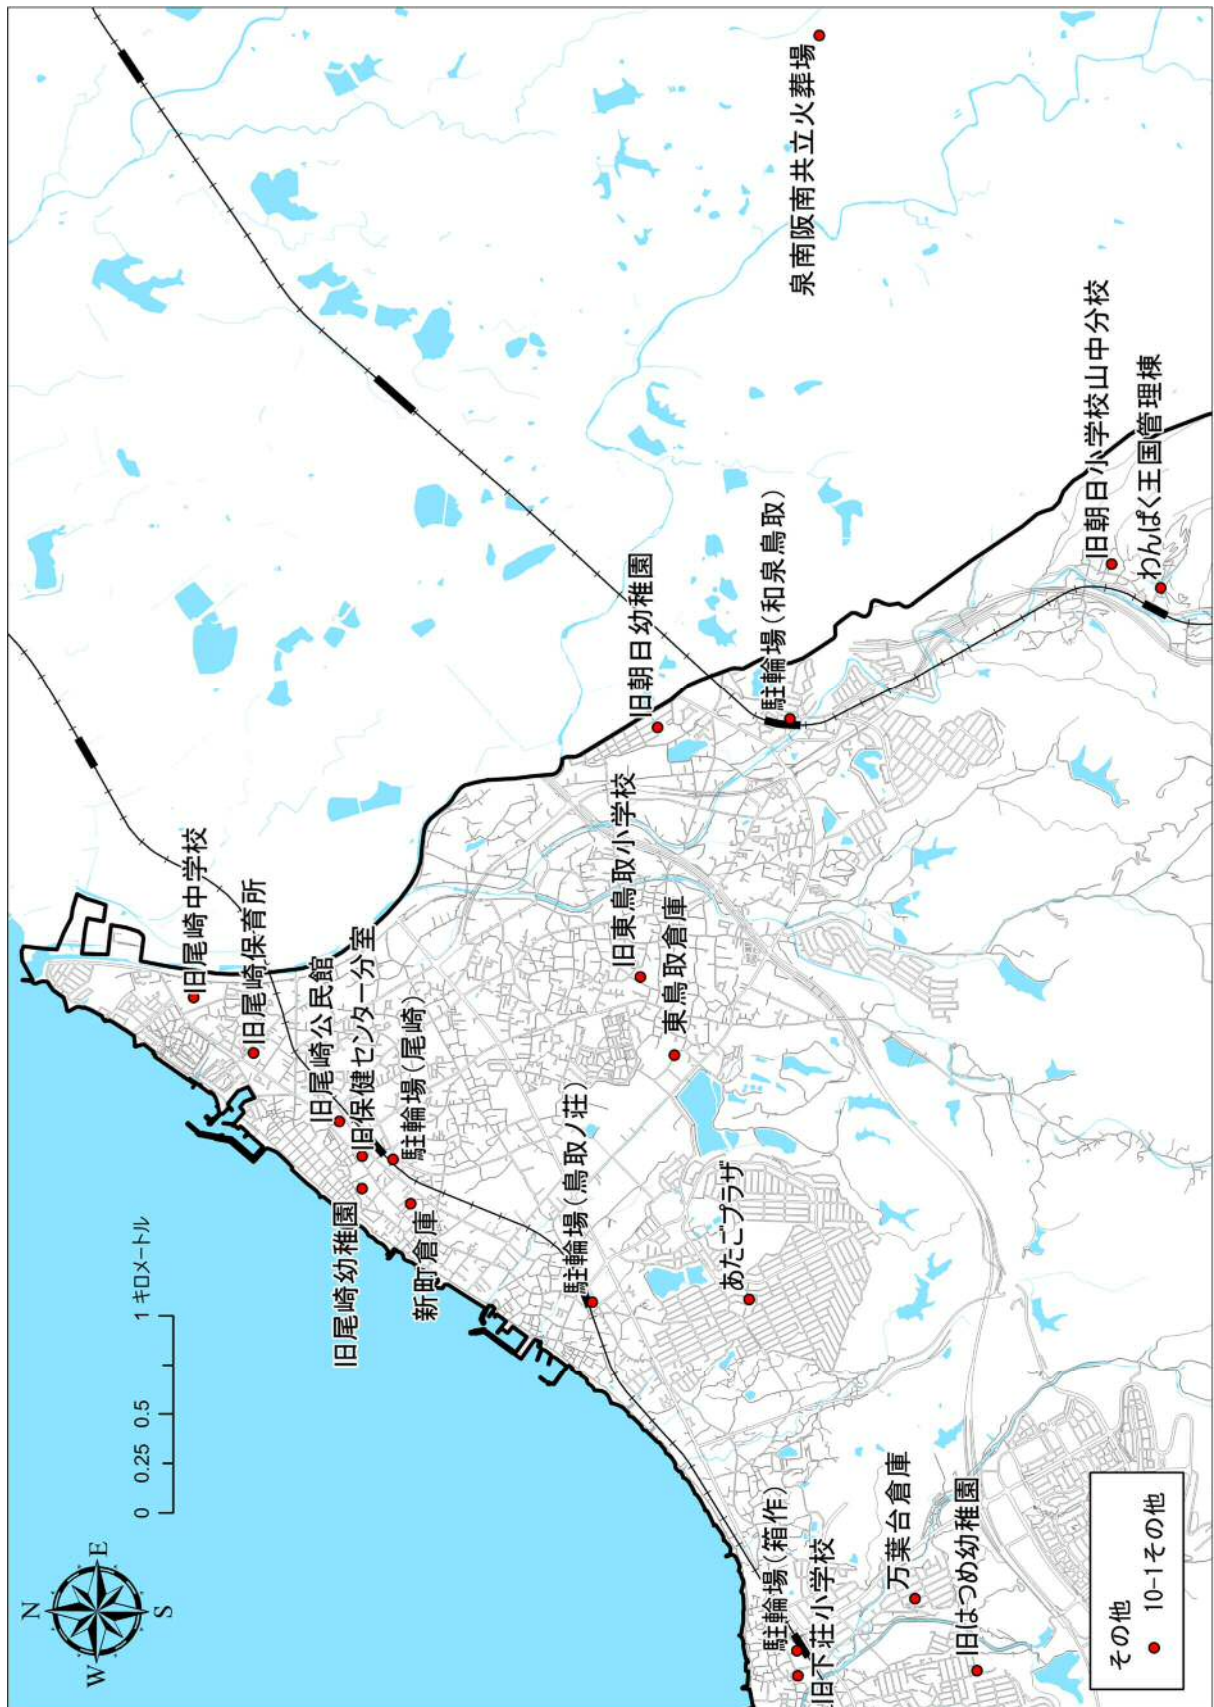 N
W
E
S
0 0.25 0.5 1 キロメートル
旧尾崎中学校
旧尾崎保育所
旧尾崎公民館
旧保健センター分室
駐輪場(尾崎)
旧尾崎幼稚園
新町倉庫
駐輪場(鳥取ノ荘)
あたごプラザ
東鳥取倉庫
旧東鳥取小学校
旧朝日幼稚園
駐輪場(和泉鳥取)
泉南阪南共立火葬場
旧朝日小学校山中分校
わんぱく王国管理棟
駐輪場(箱作)
旧下荘小学校
万葉台倉庫
旧はつめ幼稚園
その他
10-1その他